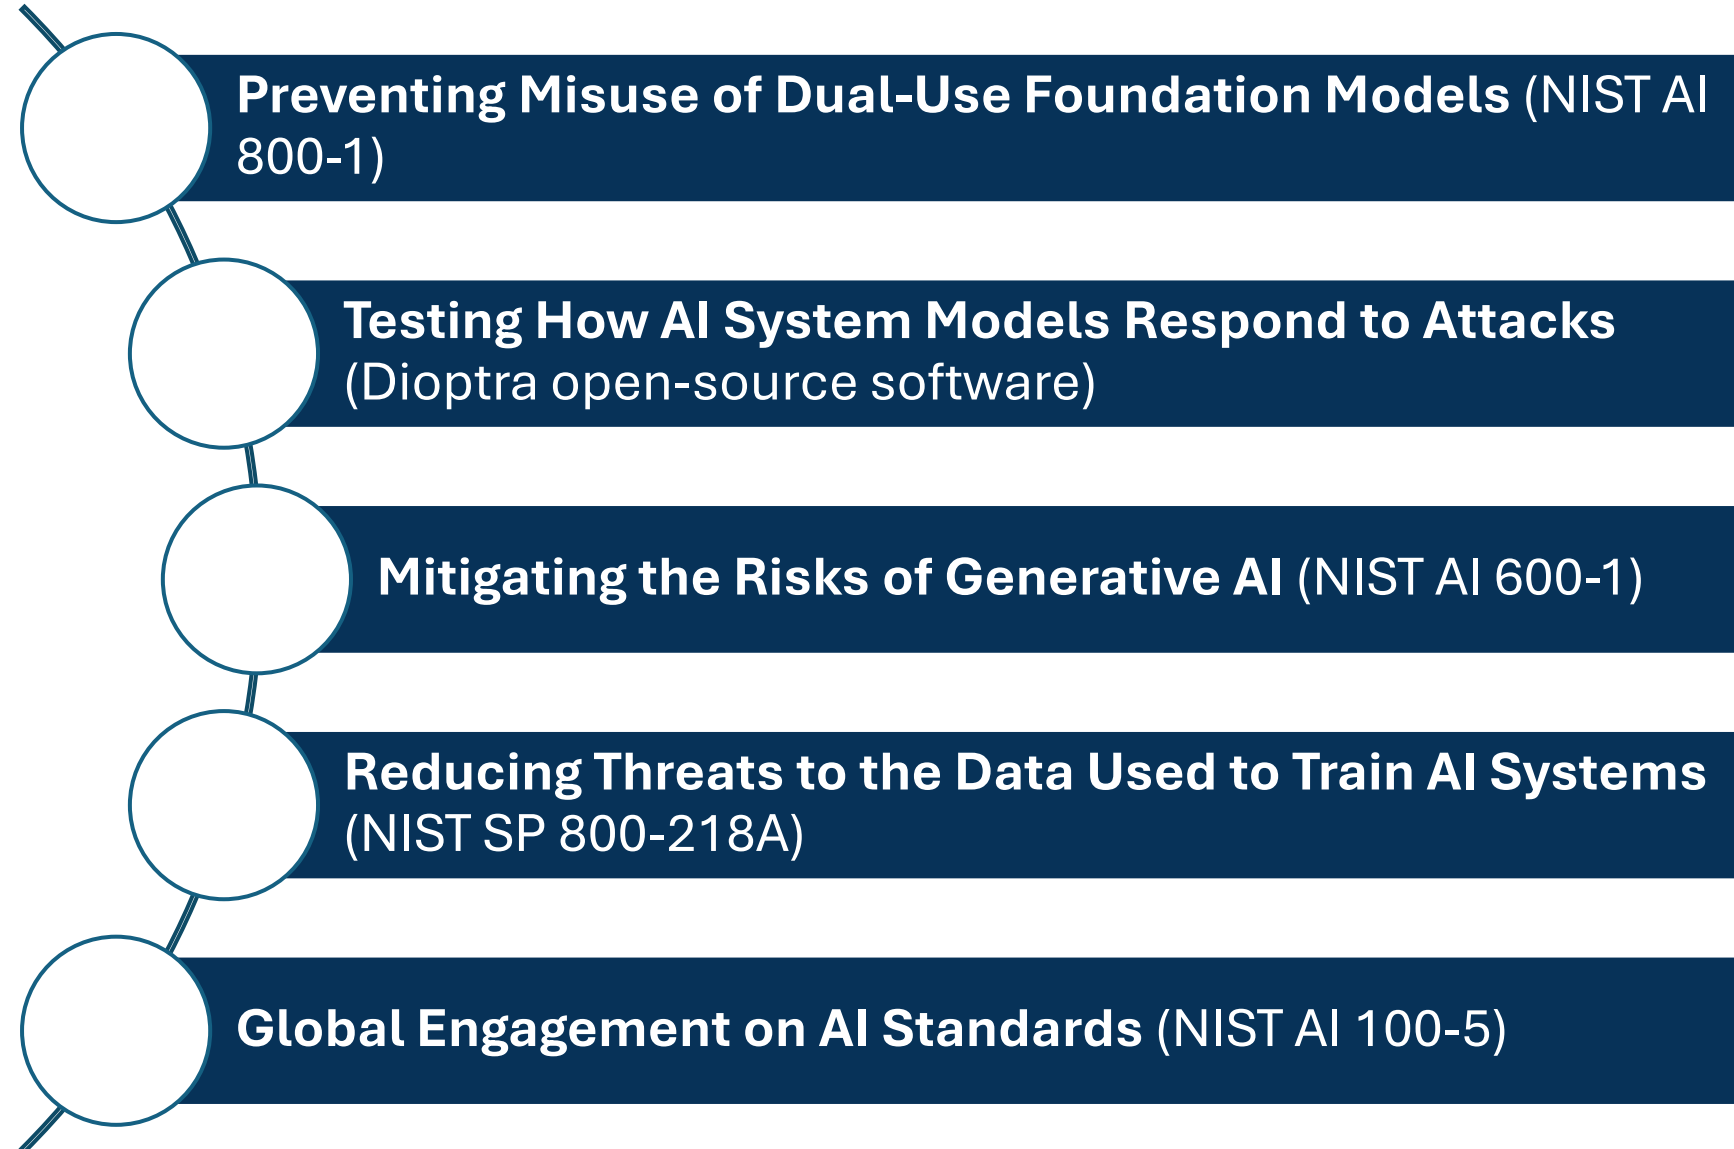 Preventing Misuse of Dual-Use Foundation Models (NIST AI
800-1)
Testing How AI System Models Respond to Attacks
(Dioptra open-source software)
Mitigating the Risks of Generative AI (NIST AI 600-1)
Reducing Threats to the Data Used to Train AI Systems
(NIST SP 800-218A)
Global Engagement on AI Standards (NIST AI 100-5)